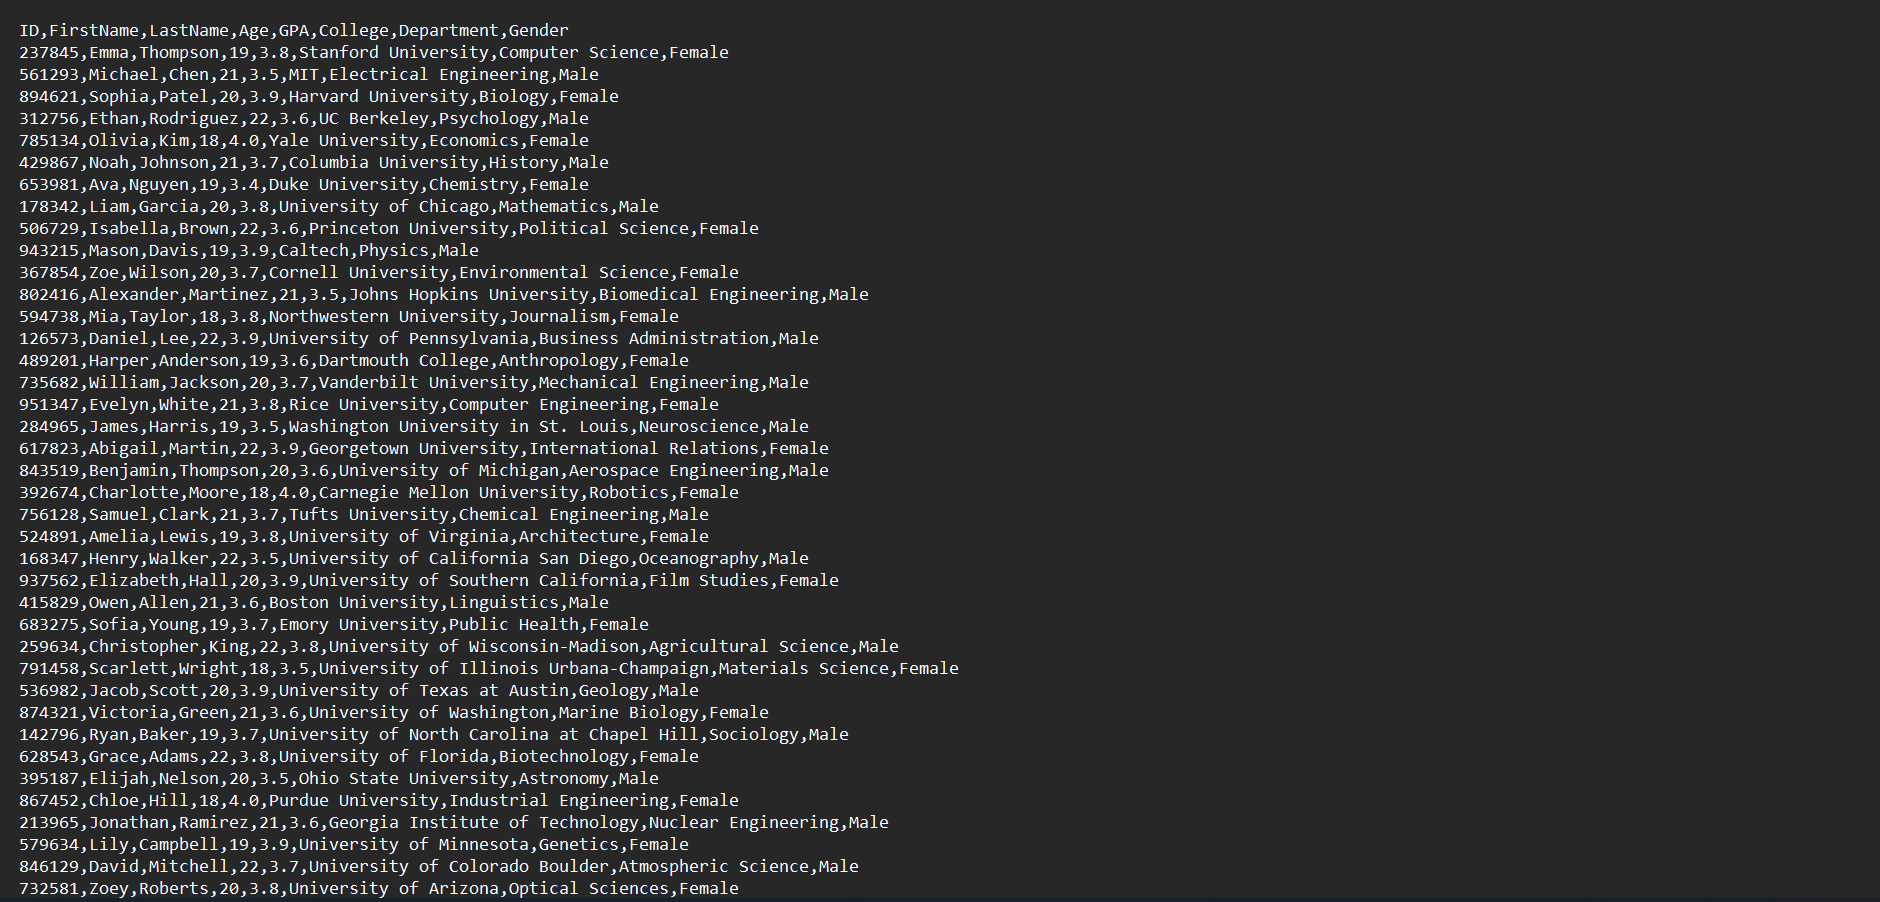 ID,FirstName,LastName,Age,GPA,College,Department,Gender
237845,Emma,Thompson,19,3.8,Stanford University,Computer Science,Female
561293,Michael,Chen,21,3.5,MIT,Electrical Engineering,Male
894621,Sophia,Patel,20,3.9,Harvard University,Biology,Female
312756,Ethan,Rodriguez,22,3.6,UC Berkeley,Psychology,Male
785134,Olivia,Kim,18,4.0,Yale University,Economics,Female
429867,Noah,Johnson,21,3.7,Columbia University,History,Male
653981,Ava,Nguyen,19,3.4,Duke University,Chemistry,Female
178342,Liam,Garcia,20,3.8,University of Chicago,Mathematics,Male
506729,Isabella,Brown,22,3.6,Princeton University,Political Science,Female
943215,Mason,Davis,19,3.9,Caltech,Physics,Male
367854,Zoe,Wilson,20,3.7,Cornell University,Environmental Science,Female
802416,Alexander,Martinez,21,3.5,Johns Hopkins University,Biomedical Engineering,Male
594738,Mia,Taylor,18,3.8,Northwestern University,Journalism,Female
126573,Daniel,Lee,22,3.9,University of Pennsylvania,Business Administration,Male
489201,Harper,Anderson,19,3.6,Dartmouth College,Anthropology,Female
735682,William,Jackson,20,3.7,Vanderbilt University,Mechanical Engineering,Male
951347,Evelyn,White,21,3.8,Rice University,Computer Engineering,Female
284965,James,Harris,19,3.5,Washington University in St. Louis,Neuroscience,Male
617823,Abigail,Martin,22,3.9,Georgetown University,International Relations,Female
843519,Benjamin,Thompson,20,3.6,University of Michigan,Aerospace Engineering,Male
392674,Charlotte,Moore,18,4.0,Carnegie Mellon University,Robotics,Female
756128,Samuel,Clark,21,3.7,Tufts University,Chemical Engineering,Male
524891,Amelia,Lewis,19,3.8,University of Virginia,Architecture,Female
168347,Henry,Walker,22,3.5,University of California San Diego,Oceanography,Male
937562,Elizabeth,Hall,20,3.9,University of Southern California,Film Studies,Female
415829,Owen,Allen,21,3.6,Boston University,Linguistics,Male
683275,Sofia,Young,19,3.7,Emory University,Public Health,Female
259634,Christopher,King,22,3.8,University of Wisconsin-Madison,Agricultural Science,Male
791458,Scarlett,Wright,18,3.5,University of Illinois Urbana-Champaign,Materials Science,Female
536982,Jacob,Scott,20,3.9,University of Texas at Austin,Geology,Male
874321,Victoria,Green,21,3.6,University of Washington,Marine Biology,Female
142796,Ryan,Baker,19,3.7,University of North Carolina at Chapel Hill,Sociology,Male
628543,Grace,Adams,22,3.8,University of Florida,Biotechnology,Female
395187,Elijah,Nelson,20,3.5,Ohio State University,Astronomy,Male
867452,Chloe,Hill,18,4.0,Purdue University,Industrial Engineering,Female
213965,Jonathan,Ramirez,21,3.6,Georgia Institute of Technology,Nuclear Engineering,Male
579634,Lily,Campbell,19,3.9,University of Minnesota,Genetics,Female
846129,David,Mitchell,22,3.7,University of Colorado Boulder,Atmospheric Science,Male
732581,Zoey,Roberts,20,3.8,University of Arizona,Optical Sciences,Female